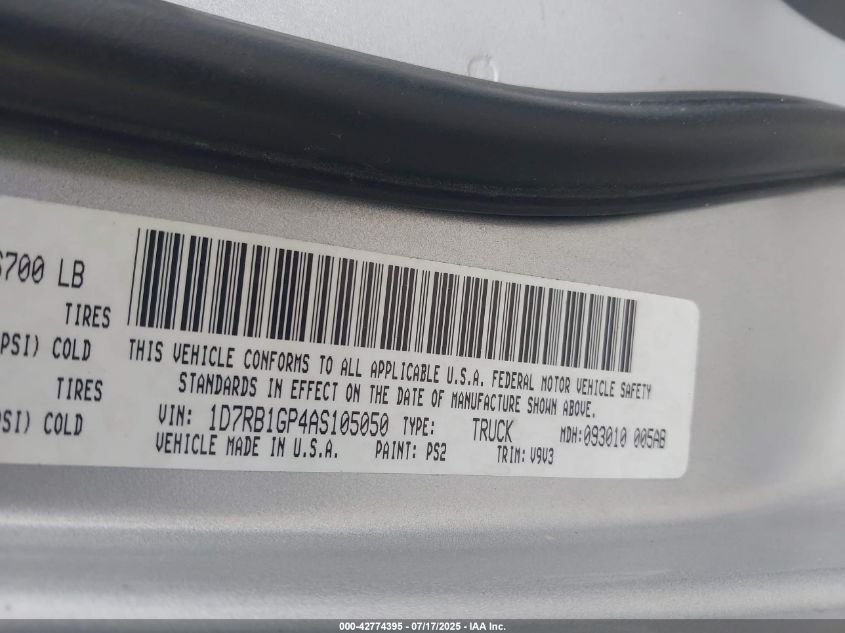 6700 LB
TIRES
PSI) COLD
TIRES
PSI) COLD
THIS VEHICLE CONFORMS TO ALL APPLICABLE U.S.A. FEDERAL MOTOR VEHICLE SAFETY
STANDARDS IN EFFECT ON THE DATE OF MANUFACTURE SHOWN ABOVE.
VIN: 1D7RB1GP4AS105050 TYPE: TRUCK MDH:093010 005AB
VEHICLE MADE IN U.S.A. PAINT: PS2 TRIM: V9V3
000-42774395 - 07/17/2025 - IAA Inc.